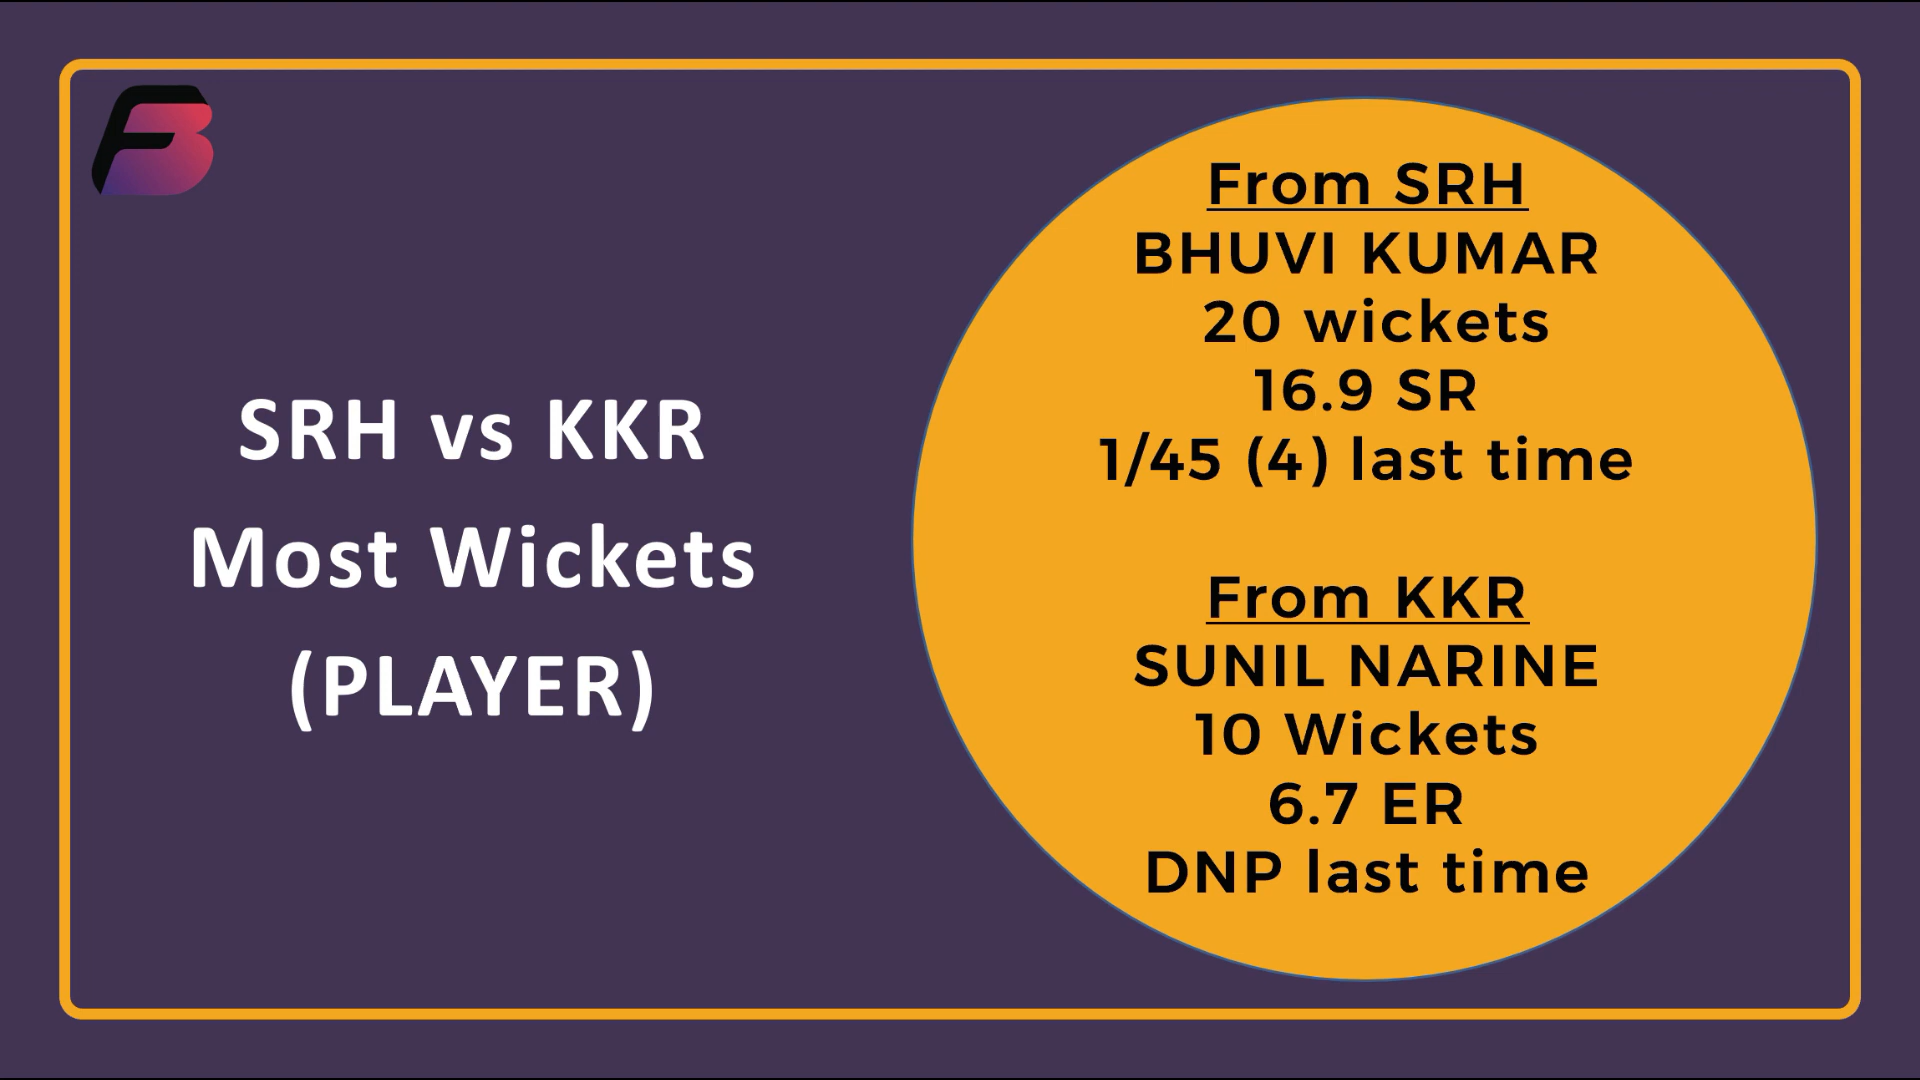 SRH vs KKR
Most Wickets
(PLAYER)
From SRH
BHUVI KUMAR
20 wickets
16.9 SR
1/45 (4) last time
From KKR
SUNIL NARINE
10 Wickets
6.7 ER
DNP last time